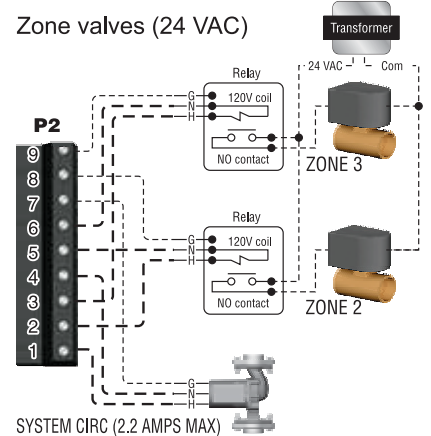 Zone valves (24 VAC)
Transformer
24 VAC
Com
Relay
G
N
H
120V coil
NO contact
ZONE 3
P2
9
8
7
6
5
4
3
2
1
Relay
G
N
H
120V coil
NO contact
ZONE 2
G
N
H
SYSTEM CIRC (2.2 AMPS MAX)